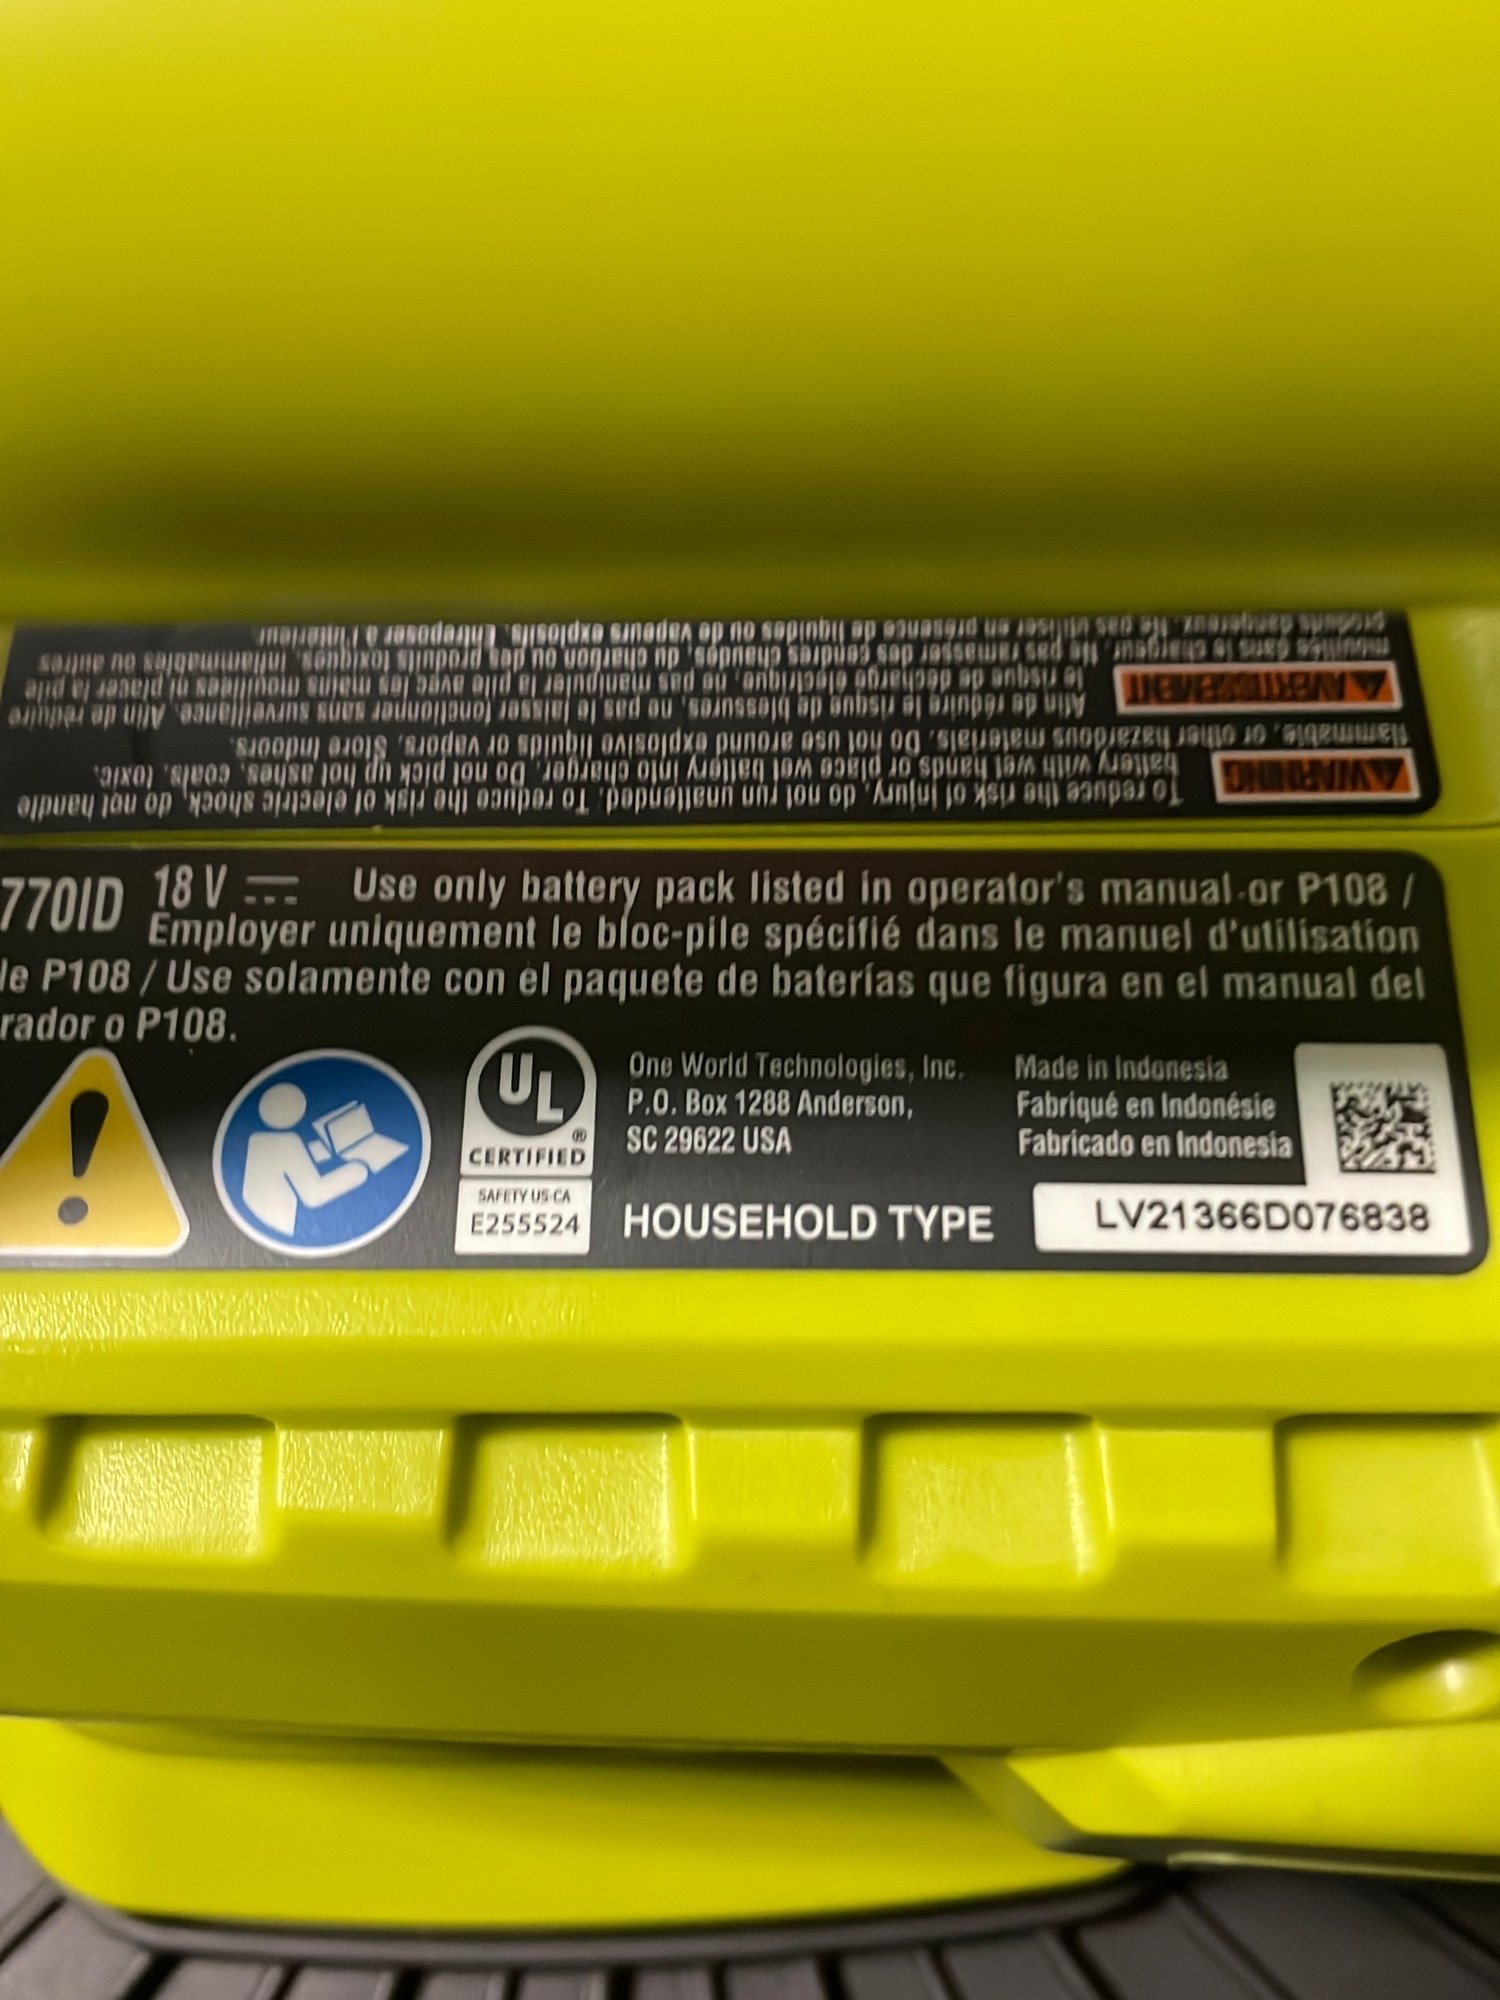 WARNING
To reduce the risk of injury, do not run unattended. To reduce the risk of electric shock, do not handle
battery with wet hands or place wet battery into charger. Do not pick up hot ashes, coals, toxic,
flammable, or other hazardous materials. Do not use around explosive liquids or vapors. Store Indoors.
AVERTISSEMENT
Afin de réduire le risque de blessures, ne pas le laisser fonctionner sans surveillance. Afin de réduire
le risque de décharge électrique, ne pas manipuler la pile avec les mains mouillées ni placer la pile
mouillée dans le chargeur. Ne pas ramasser des cendres chaudes, du charbon ou des produits toxiques, inflammables ou autres
produits dangereux. Ne pas utiliser en présence de liquides ou de vapeurs explosifs. Entreposer à l'intérieur.
770ID 18 V Use only battery pack listed in operator's manual or P108 /
Employer uniquement le bloc-pile spécifié dans le manuel d'utilisation
le P108 / Use solamente con el paquete de baterías que figura en el manual del
rador o P108.
UL
®
CERTIFIED
SAFETY US-CA
E255524
One World Technologies, Inc.
P.O. Box 1288 Anderson,
SC 29622 USA
HOUSEHOLD TYPE
Made in Indonesia
Fabriqué en Indonésie
Fabricado en Indonesia
LV21366D076838